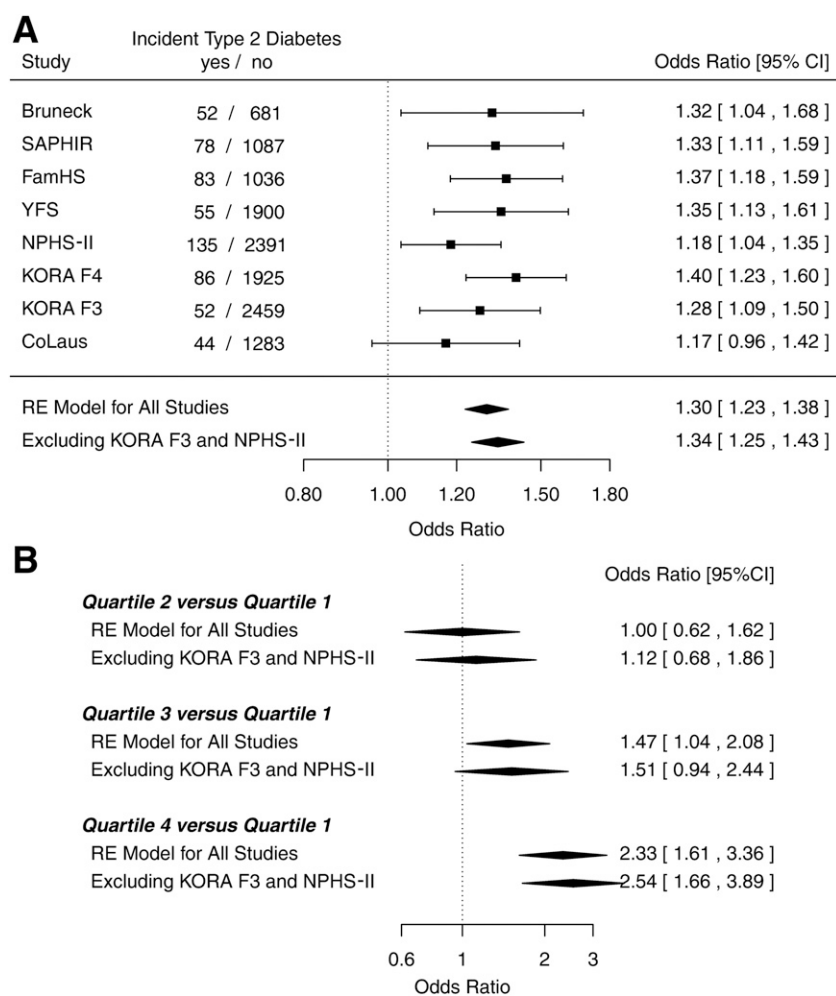 A
Incident Type 2 Diabetes
Study yes / no Odds Ratio [95% CI]
Bruneck 52 / 681 1.32 [ 1.04 , 1.68 ]
SAPHIR 78 / 1087 1.33 [ 1.11 , 1.59 ]
FamHS 83 / 1036 1.37 [ 1.18 , 1.59 ]
YFS 55 / 1900 1.35 [ 1.13 , 1.61 ]
NPHS-II 135 / 2391 1.18 [ 1.04 , 1.35 ]
KORA F4 86 / 1925 1.40 [ 1.23 , 1.60 ]
KORA F3 52 / 2459 1.28 [ 1.09 , 1.50 ]
CoLaus 44 / 1283 1.17 [ 0.96 , 1.42 ]
RE Model for All Studies 1.30 [ 1.23 , 1.38 ]
Excluding KORA F3 and NPHS-II 1.34 [ 1.25 , 1.43 ]
0.80 1.00 1.20 1.50 1.80
Odds Ratio
B
Odds Ratio [95%CI]
Quartile 2 versus Quartile 1
RE Model for All Studies 1.00 [ 0.62 , 1.62 ]
Excluding KORA F3 and NPHS-II 1.12 [ 0.68 , 1.86 ]
Quartile 3 versus Quartile 1
RE Model for All Studies 1.47 [ 1.04 , 2.08 ]
Excluding KORA F3 and NPHS-II 1.51 [ 0.94 , 2.44 ]
Quartile 4 versus Quartile 1
RE Model for All Studies 2.33 [ 1.61 , 3.36 ]
Excluding KORA F3 and NPHS-II 2.54 [ 1.66 , 3.89 ]
0.6 1 2 3
Odds Ratio